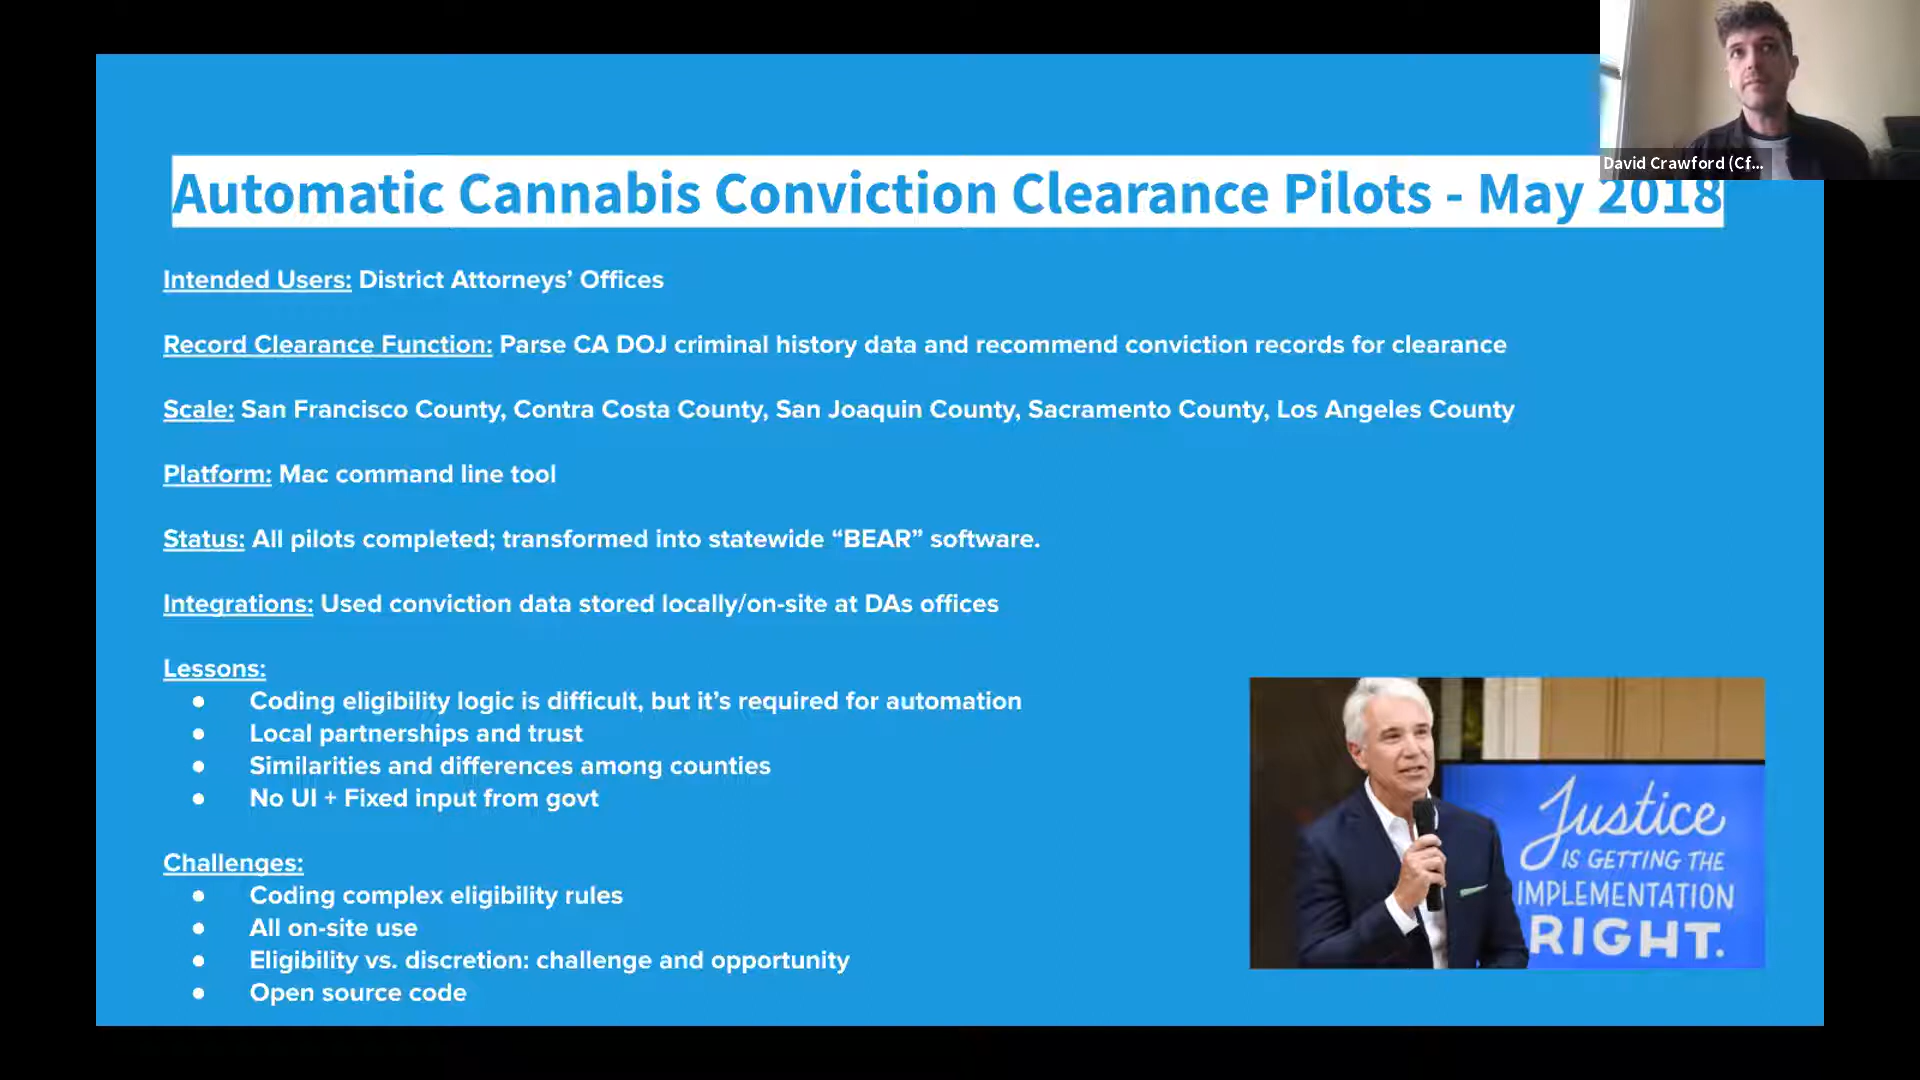 David Crawford (Cf...
Automatic Cannabis Conviction Clearance Pilots - May 2018
Intended Users: District Attorneys’ Offices
Record Clearance Function: Parse CA DOJ criminal history data and recommend conviction records for clearance
Scale: San Francisco County, Contra Costa County, San Joaquin County, Sacramento County, Los Angeles County
Platform: Mac command line tool
Status: All pilots completed; transformed into statewide “BEAR” software.
Integrations: Used conviction data stored locally/on-site at DAs offices
Lessons:
● Coding eligibility logic is difficult, but it’s required for automation
● Local partnerships and trust
● Similarities and differences among counties
● No UI + Fixed input from govt
Challenges:
● Coding complex eligibility rules
● All on-site use
● Eligibility vs. discretion: challenge and opportunity
● Open source code
Justice
IS GETTING THE
IMPLEMENTATION
RIGHT.